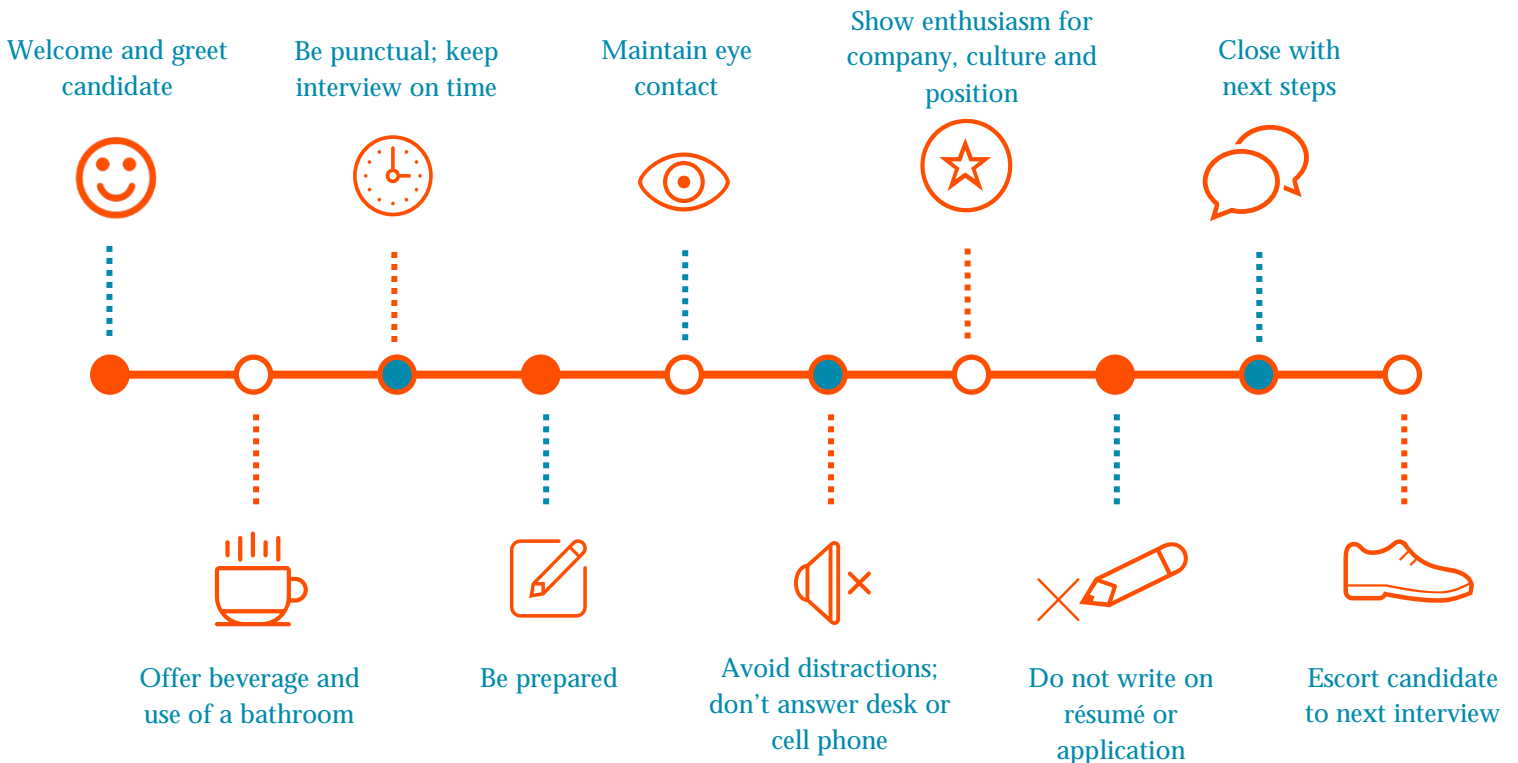 Welcome and greet
candidate
Be punctual; keep
interview on time
Maintain eye
contact
Show enthusiasm for
company, culture and
position
Close with
next steps
Offer beverage and
use of a bathroom
Be prepared
Avoid distractions;
don’t answer desk or
cell phone
Do not write on
résumé or
application
Escort candidate
to next interview